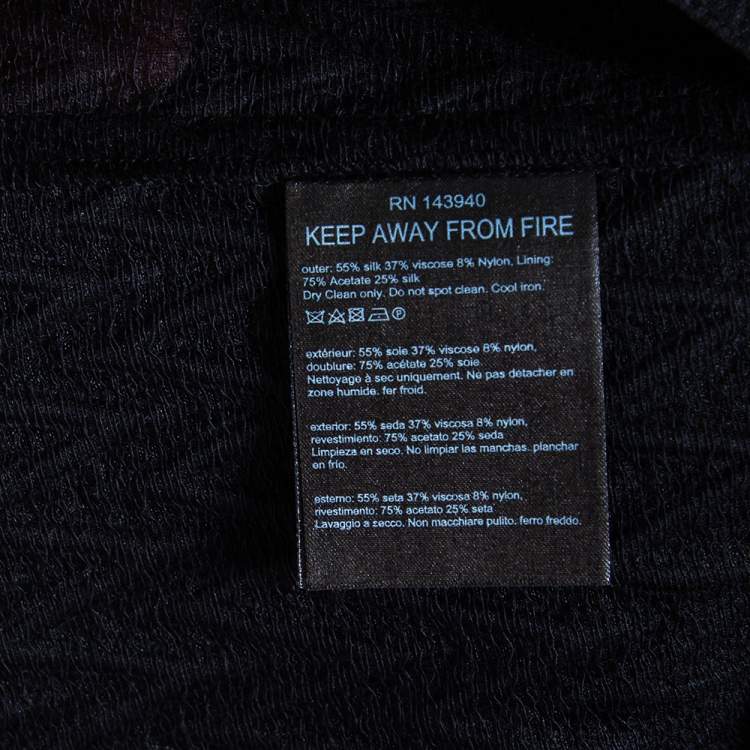 RN 143940
KEEP AWAY FROM FIRE
outer: 55% silk 37% viscose 8% Nylon, Lining:
75% Acetate 25% silk
Dry Clean only. Do not spot clean. Cool iron.
P
extérieur: 55% soie 37% viscose 8% nylon,
doublure: 75% acétate 25% soie
Nettoyage à sec uniquement. Ne pas détacher en
zone humide. fer froid.
exterior: 55% seda 37% viscosa 8% nylon,
revestimiento: 75% acetato 25% seda
Limpieza en seco. No limpiar las manchas. planchar
en frío.
esterno: 55% seta 37% viscosa 8% nylon,
rivestimento: 75% acetato 25% seta
Lavaggio a secco. Non macchiare pulito. ferro freddo.